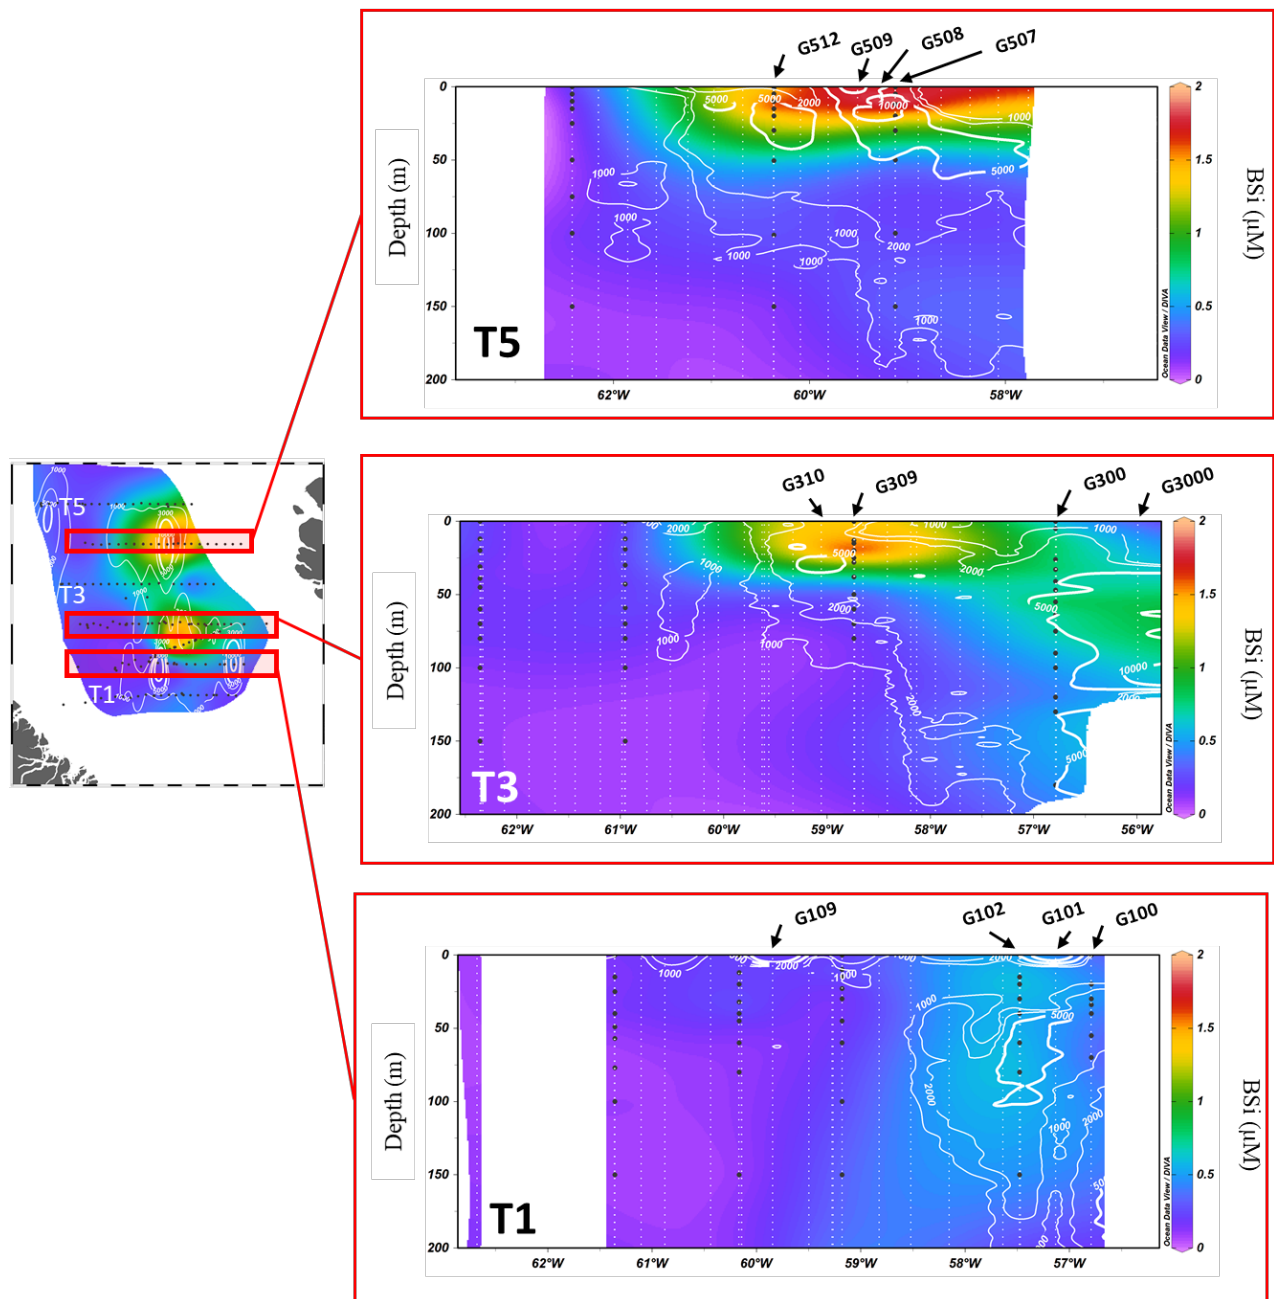 G512 G509 G508 G507
0 5000 5000 2000 10000 1000 2
50 1000 5000 1.5
Depth (m) BSi (µM)
100 1000 1000 1000 1000 2000 1
150 1000 0.5
T5 Ocean Data View / DIVA
200 0
62°W 60°W 58°W
1000
T5
3000
T3
1000
T1
G310 G309 G300 G3000
0 2000 5000 1000 1000 2
50 1000 2000 2000 5000 1.5
Depth (m) BSi (µM)
100 1000 1000 10000 1
150 2000 2000 5000 0.5
T3 Ocean Data View / DIVA
200 0
62°W 61°W 60°W 59°W 58°W 57°W 56°W
G109 G102 G101 G100
0 1000 2000 1000 2000 2
50 1000 5000 1.5
Depth (m) BSi (µM)
100 2000 1000 2000 1
150 0.5
T1 Ocean Data View / DIVA
200 0
62°W 61°W 60°W 59°W 58°W 57°W